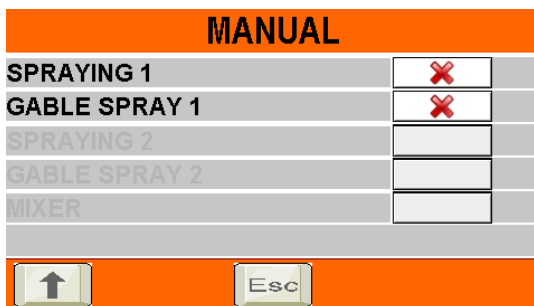 MANUAL
SPRAYING 1
GABLE SPRAY 1
SPRAYING 2
GABLE SPRAY 2
MIXER
Esc